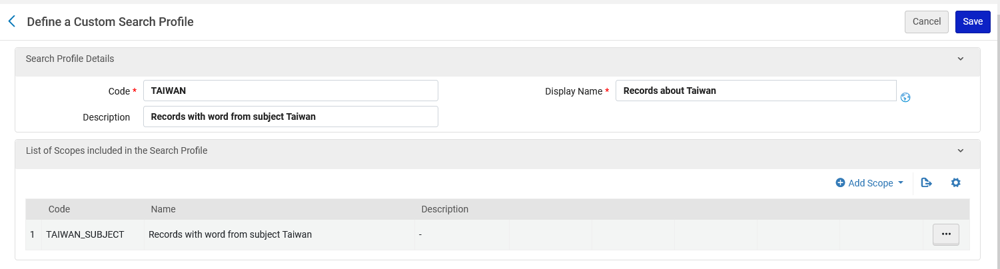 Define a Custom Search Profile Cancel Save
Search Profile Details
Code * TAIWAN Display Name * Records about Taiwan
Description Records with word from subject Taiwan
List of Scopes included in the Search Profile
Add Scope
Code Name Description
1 TAIWAN_SUBJECT Records with word from subject Taiwan -